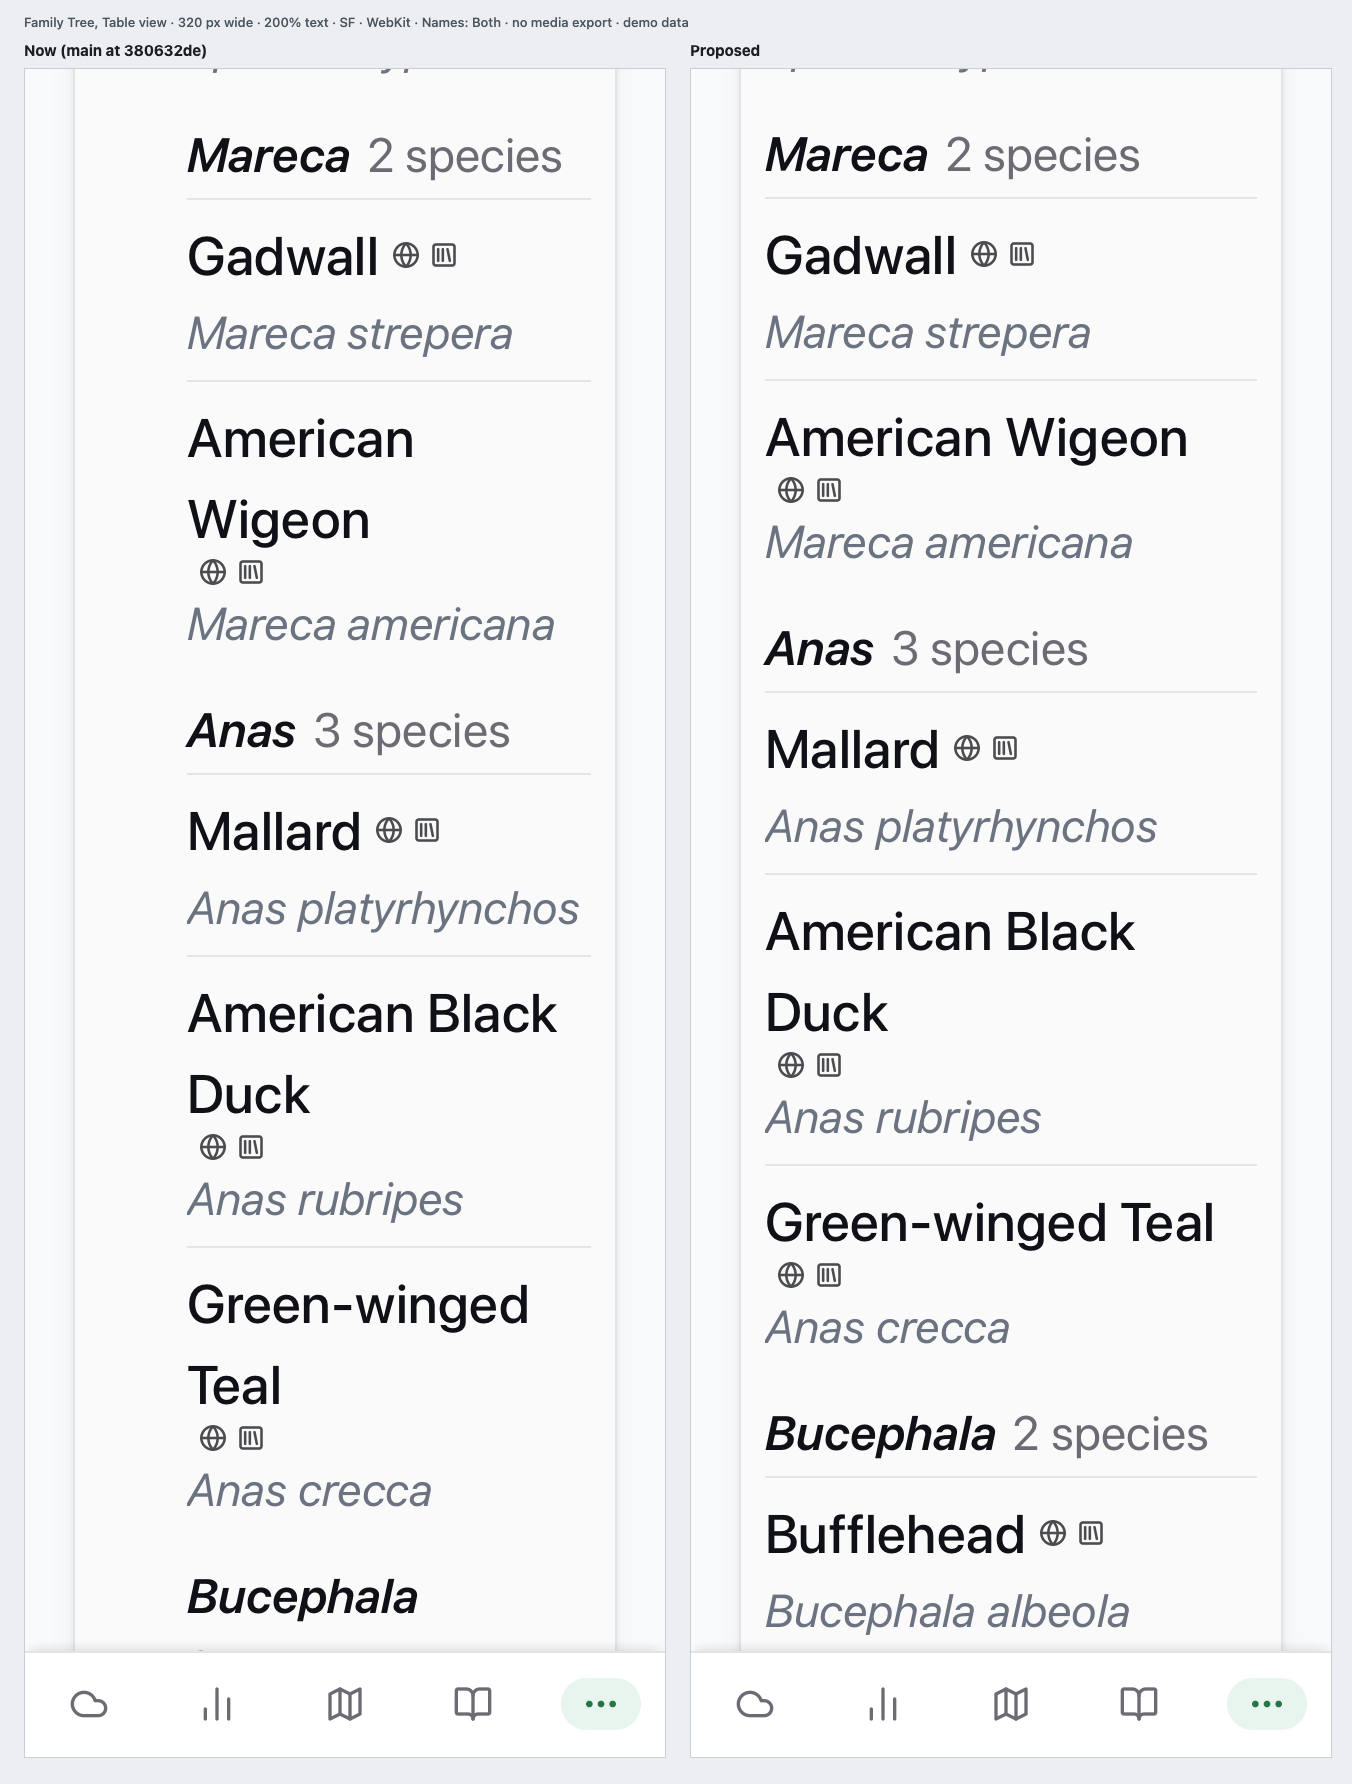 Family Tree, Table view · 320 px wide · 200% text · SF · WebKit · Names: Both · no media export · demo data
Now (main at 380632de)
Mareca 2 species
Gadwall
Mareca strepera
American
Wigeon
Mareca americana
Anas 3 species
Mallard
Anas platyrhynchos
American Black
Duck
Anas rubripes
Green-winged
Teal
Anas crecca
Bucephala
Proposed
Mareca 2 species
Gadwall
Mareca strepera
American Wigeon
Mareca americana
Anas 3 species
Mallard
Anas platyrhynchos
American Black
Duck
Anas rubripes
Green-winged Teal
Anas crecca
Bucephala 2 species
Bufflehead
Bucephala albeola